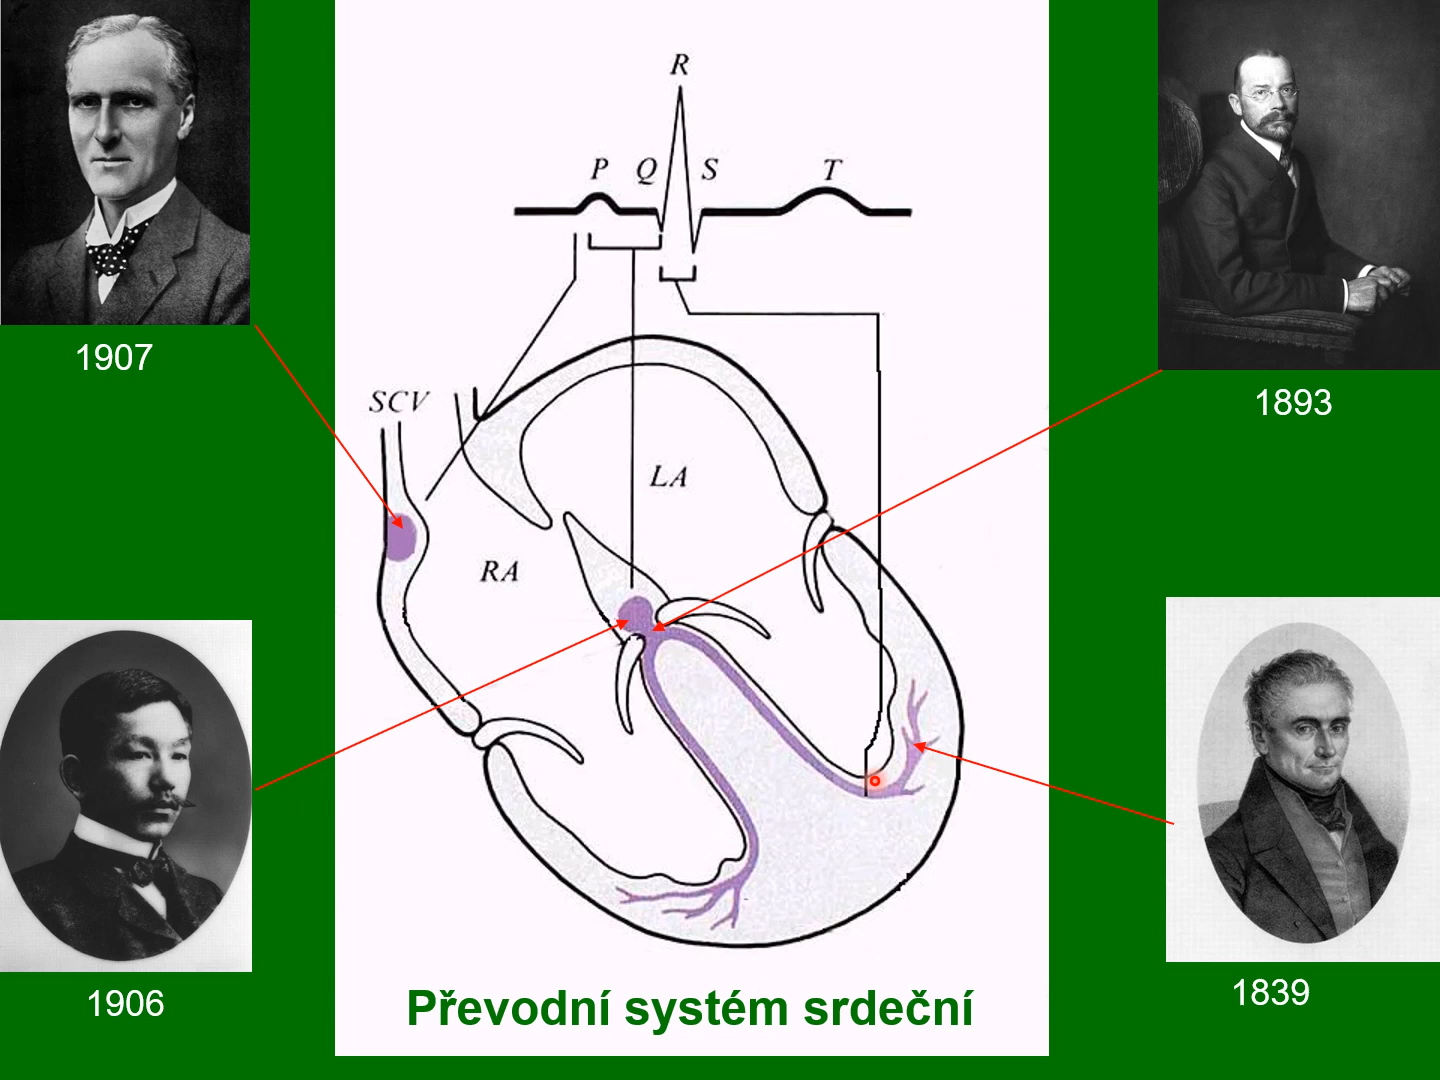 R
P
Q
S
T
1907
1893
SCV
LA
RA
1906
1839
Převodní systém srdeční